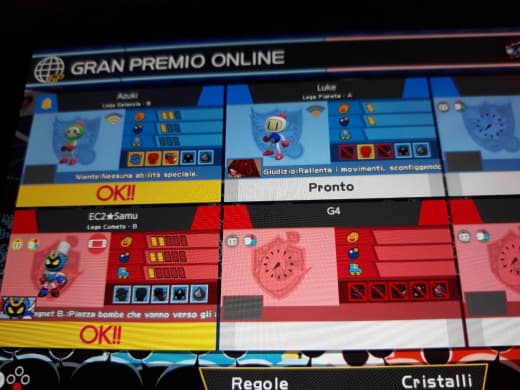 GRAN PREMIO ONLINE
Azuki
Lega Galassia - B
Niente:Nessuna abilità speciale.
OK!!
Luke
Lega Pianeta - A
Giudizio:Rallenta i movimenti, sconfiggendo
Pronto
EC2★Samu
Lega Cometa - B
agnet B.:Piazza bombe che vanno verso gli a
OK!!
G4
Regole
Cristalli